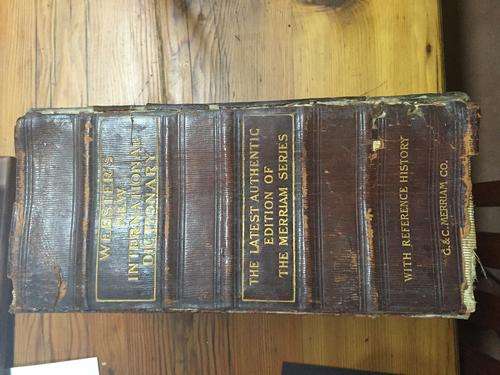 WEBSTER'S
NEW
INTERNATIONAL
DICTIONARY
THE LATEST AUTHENTIC
EDITION OF
THE MERRIAM SERIES
WITH REFERENCE HISTORY
G. & C. MERRIAM CO.